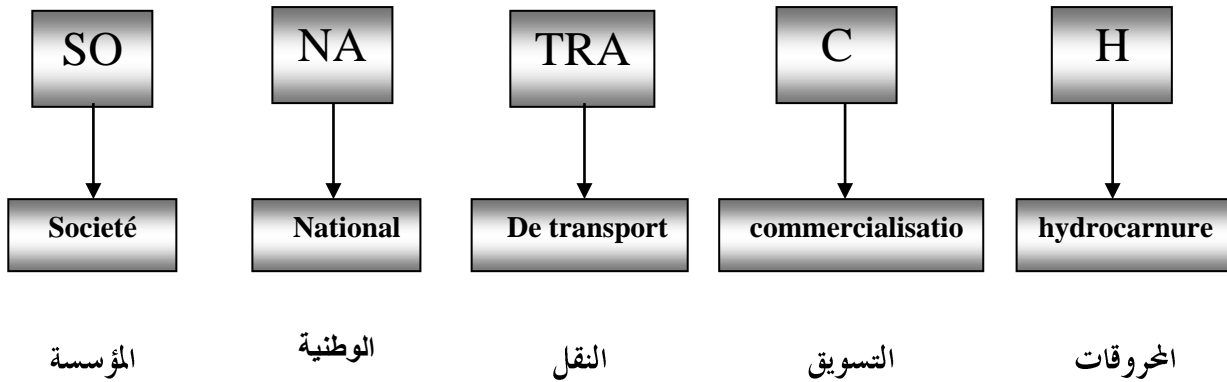 SO NA TRA C H
Societé National De transport commercialisatio hydrocarnure
المؤسسة الوطنية النقل التسويق المحروقات